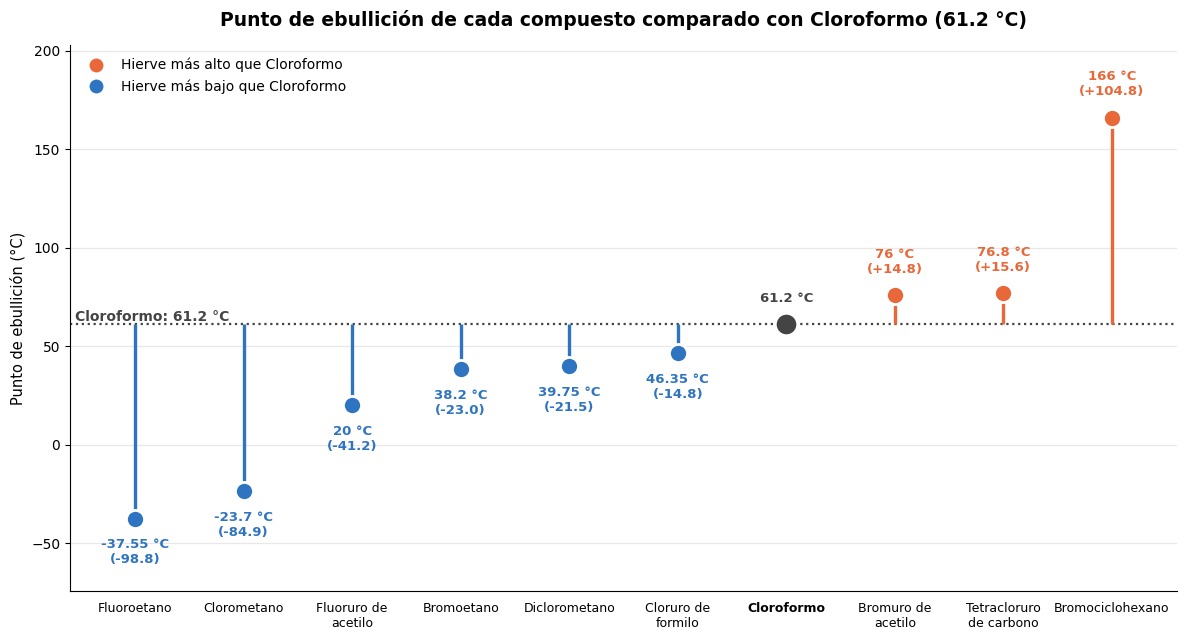 Punto de ebullición de cada compuesto comparado con Cloroformo (61.2 °C)
Hierve más alto que Cloroformo
Hierve más bajo que Cloroformo
Punto de ebullición (°C)
200
150
100
50
0
−50
Cloroformo: 61.2 °C
-37.55 °C
(-98.8)
-23.7 °C
(-84.9)
20 °C
(-41.2)
38.2 °C
(-23.0)
39.75 °C
(-21.5)
46.35 °C
(-14.8)
61.2 °C
76 °C
(+14.8)
76.8 °C
(+15.6)
166 °C
(+104.8)
Fluoroetano
Clorometano
Fluoruro de
acetilo
Bromoetano
Diclorometano
Cloruro de
formilo
Cloroformo
Bromuro de
acetilo
Tetracloruro
de carbono
Bromociclohexano